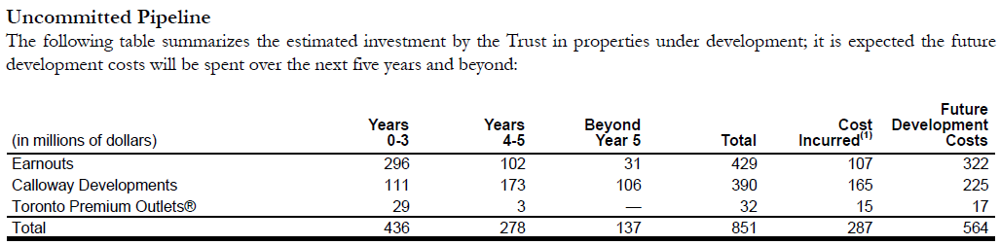 Uncommitted Pipeline
The following table summarizes the estimated investment by the Trust in properties under development; it is expected the future
development costs will be spent over the next five years and beyond:
Future
Years Years Beyond Cost Development
(in millions of dollars) 0-3 4-5 Year 5 Total Incurred(1) Costs
Earnouts 296 102 31 429 107 322
Calloway Developments 111 173 106 390 165 225
Toronto Premium Outlets® 29 3 — 32 15 17
Total 436 278 137 851 287 564